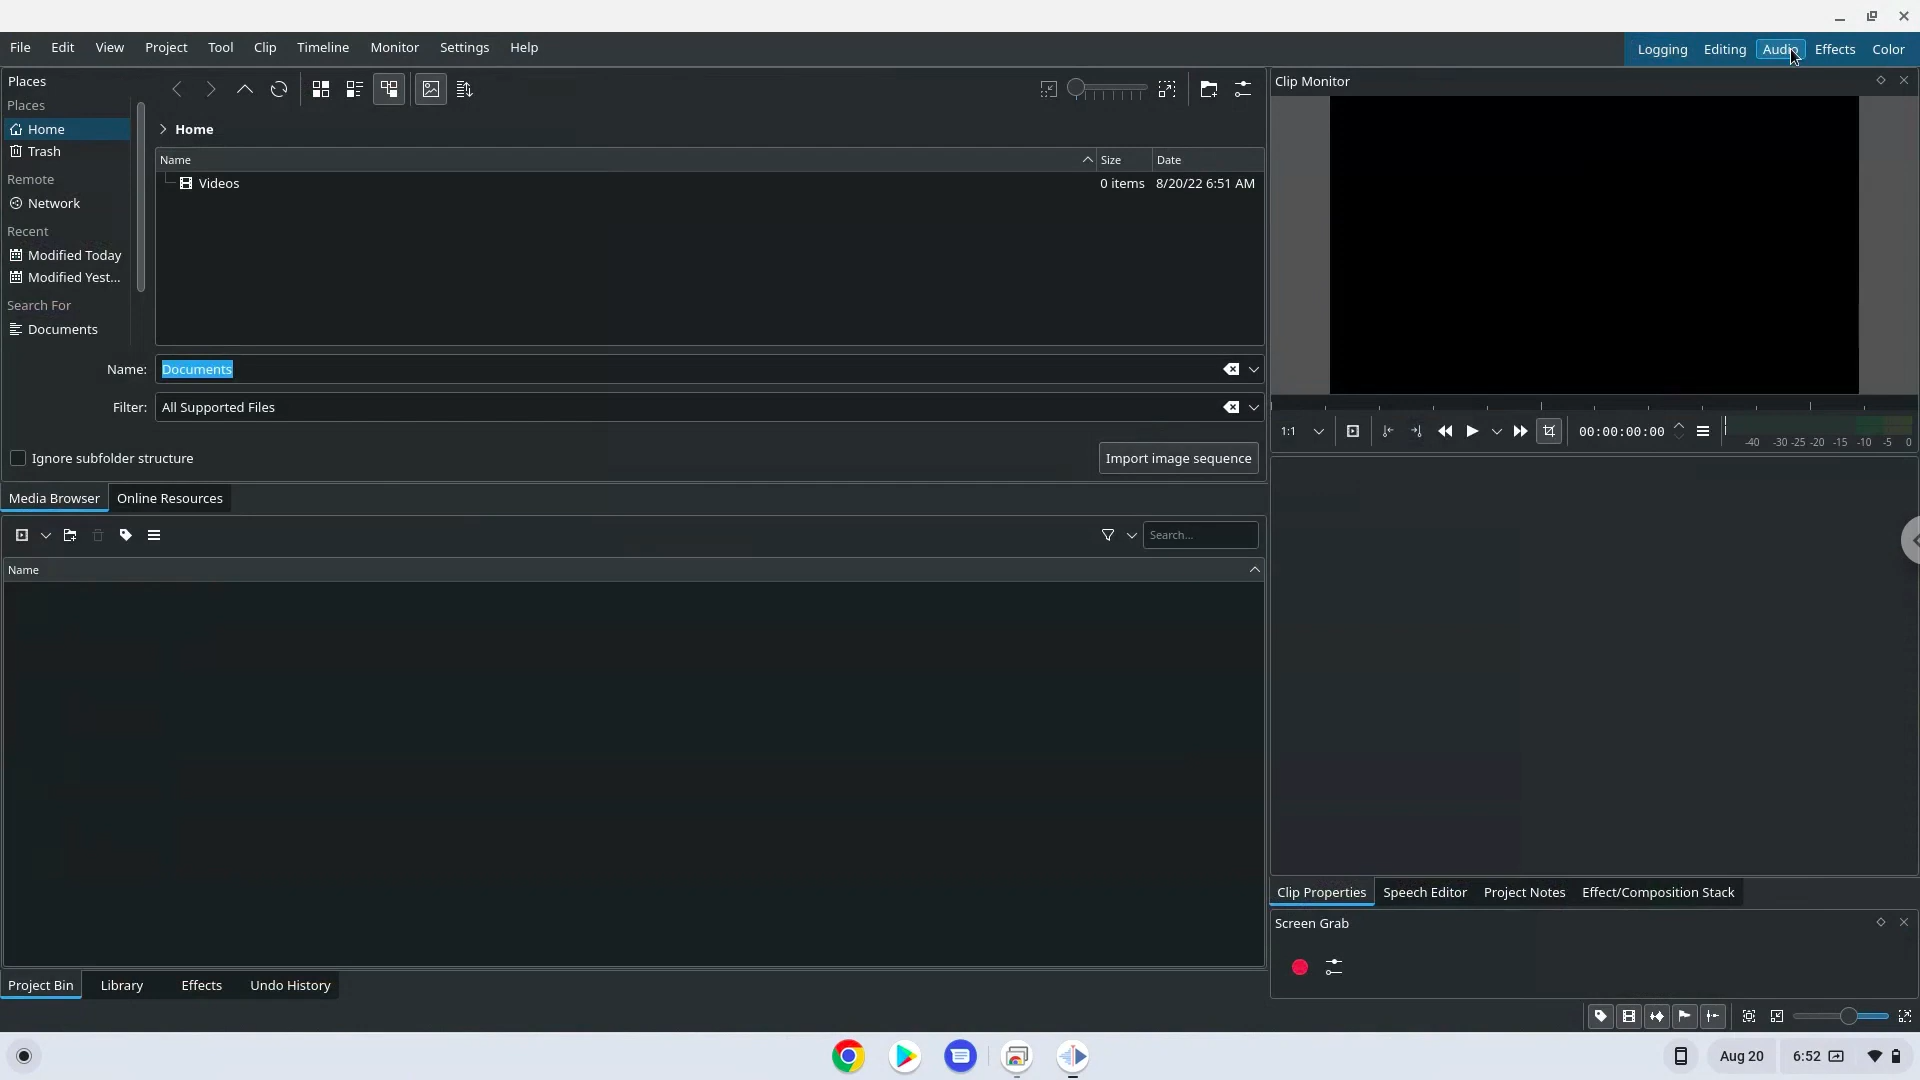 File Edit View Project Tool Clip Timeline Monitor Settings Help
Logging Editing Audio Effects Color
Places
Places
Home
Trash
Remote
Network
Recent
Modified Today
Modified Yest...
Search For
Documents
Home
Name Size Date
Videos 0 items 8/20/22 6:51 AM
Name: Documents
Filter: All Supported Files
Ignore subfolder structure
Import image sequence
Media Browser Online Resources
Search...
Name
Project Bin Library Effects Undo History
Clip Monitor
1:1 00:00:00:00
-40 -30 -25 -20 -15 -10 -5 0
Clip Properties Speech Editor Project Notes Effect/Composition Stack
Screen Grab
Aug 20 6:52